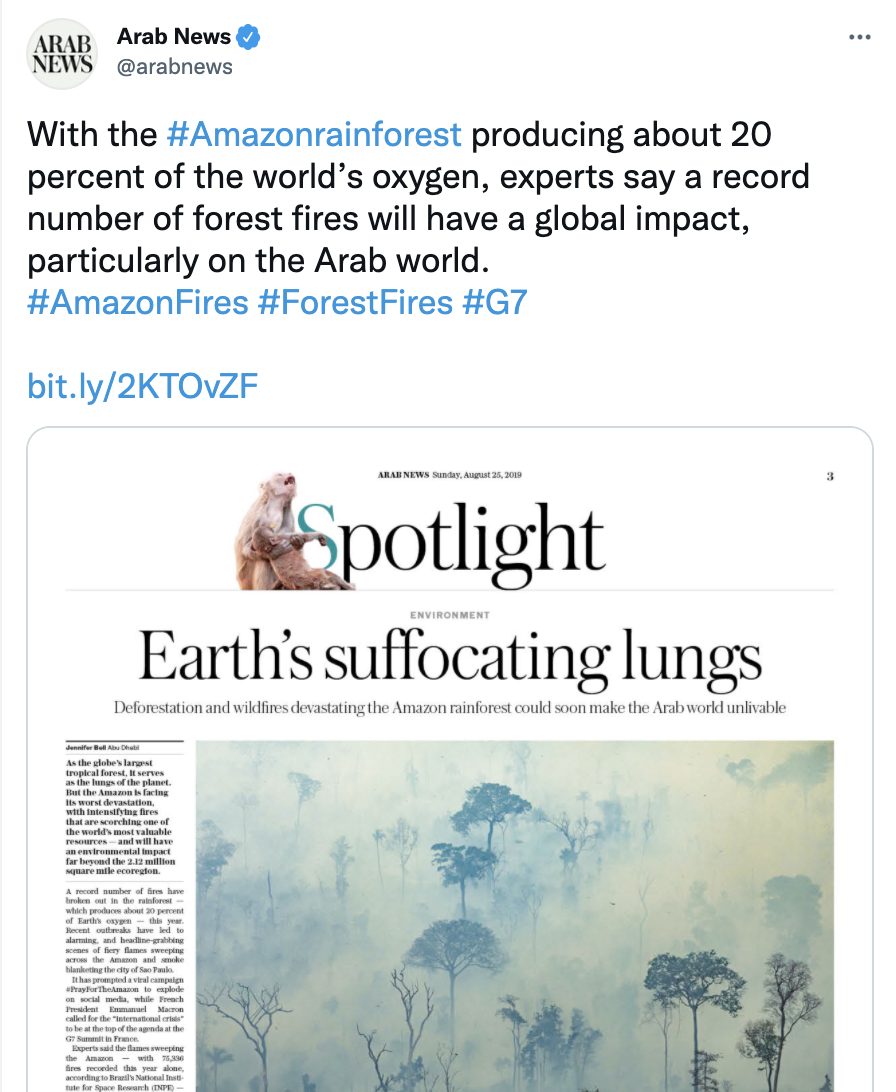 ARAB
NEWS
Arab News
@arabnews
With the #Amazonrainforest producing about 20
percent of the world’s oxygen, experts say a record
number of forest fires will have a global impact,
particularly on the Arab world.
#AmazonFires #ForestFires #G7
bit.ly/2KTOvZF
ARAB NEWS Sunday, August 25, 2019
3
Spotlight
ENVIRONMENT
Earth’s suffocating lungs
Deforestation and wildfires devastating the Amazon rainforest could soon make the Arab world unlivable
Jennifer Bell Abu Dhabi
As the globe’s largest
tropical forest, it serves
as the lungs of the planet.
But the Amazon is facing
its worst devastation,
with intensifying fires
that are scorching one of
the world’s most valuable
resources — and will have
an environmental impact
far beyond the 2.12 million
square mile ecoregion.
A record number of fires have
broken out in the rainforest —
which produces about 20 percent
of Earth’s oxygen — this year.
Recent outbreaks have led to
alarming, and headline-grabbing
scenes of fiery flames sweeping
across the Amazon and smoke
blanketing the city of Sao Paulo.
It has prompted a viral campaign
#PrayForTheAmazon to explode
on social media, while French
President Emmanuel Macron
called for the “international crisis”
to be at the top of the agenda at the
G7 Summit in France.
Experts said the flames sweeping
the Amazon — with 75,336
fires recorded this year alone,
according to Brazil’s National Insti-
tute for Space Research (INPE) —